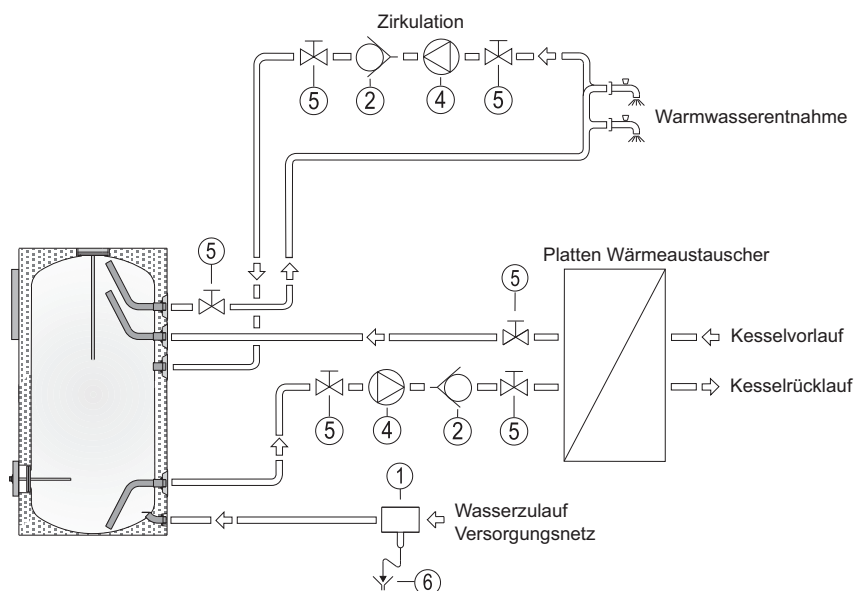 Zirkulation
5
2
4
5
Warmwasserentnahme
5
Platten Wärmeaustauscher
5
Kesselvorlauf
Kesselrücklauf
5
4
2
5
1
Wasserzulauf
Versorgungsnetz
6